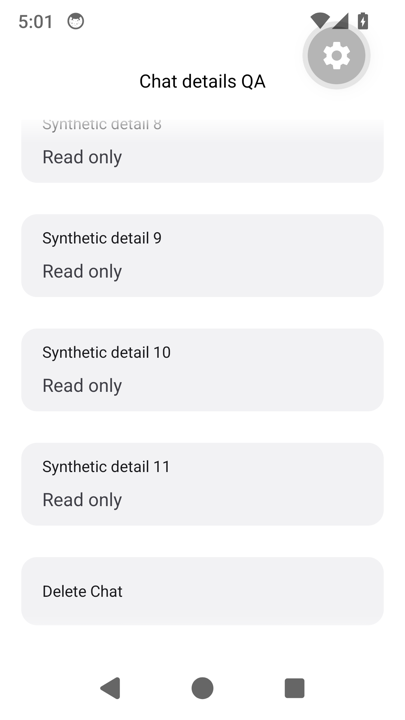 5:01
Chat details QA
Synthetic detail 8
Read only
Synthetic detail 9
Read only
Synthetic detail 10
Read only
Synthetic detail 11
Read only
Delete Chat